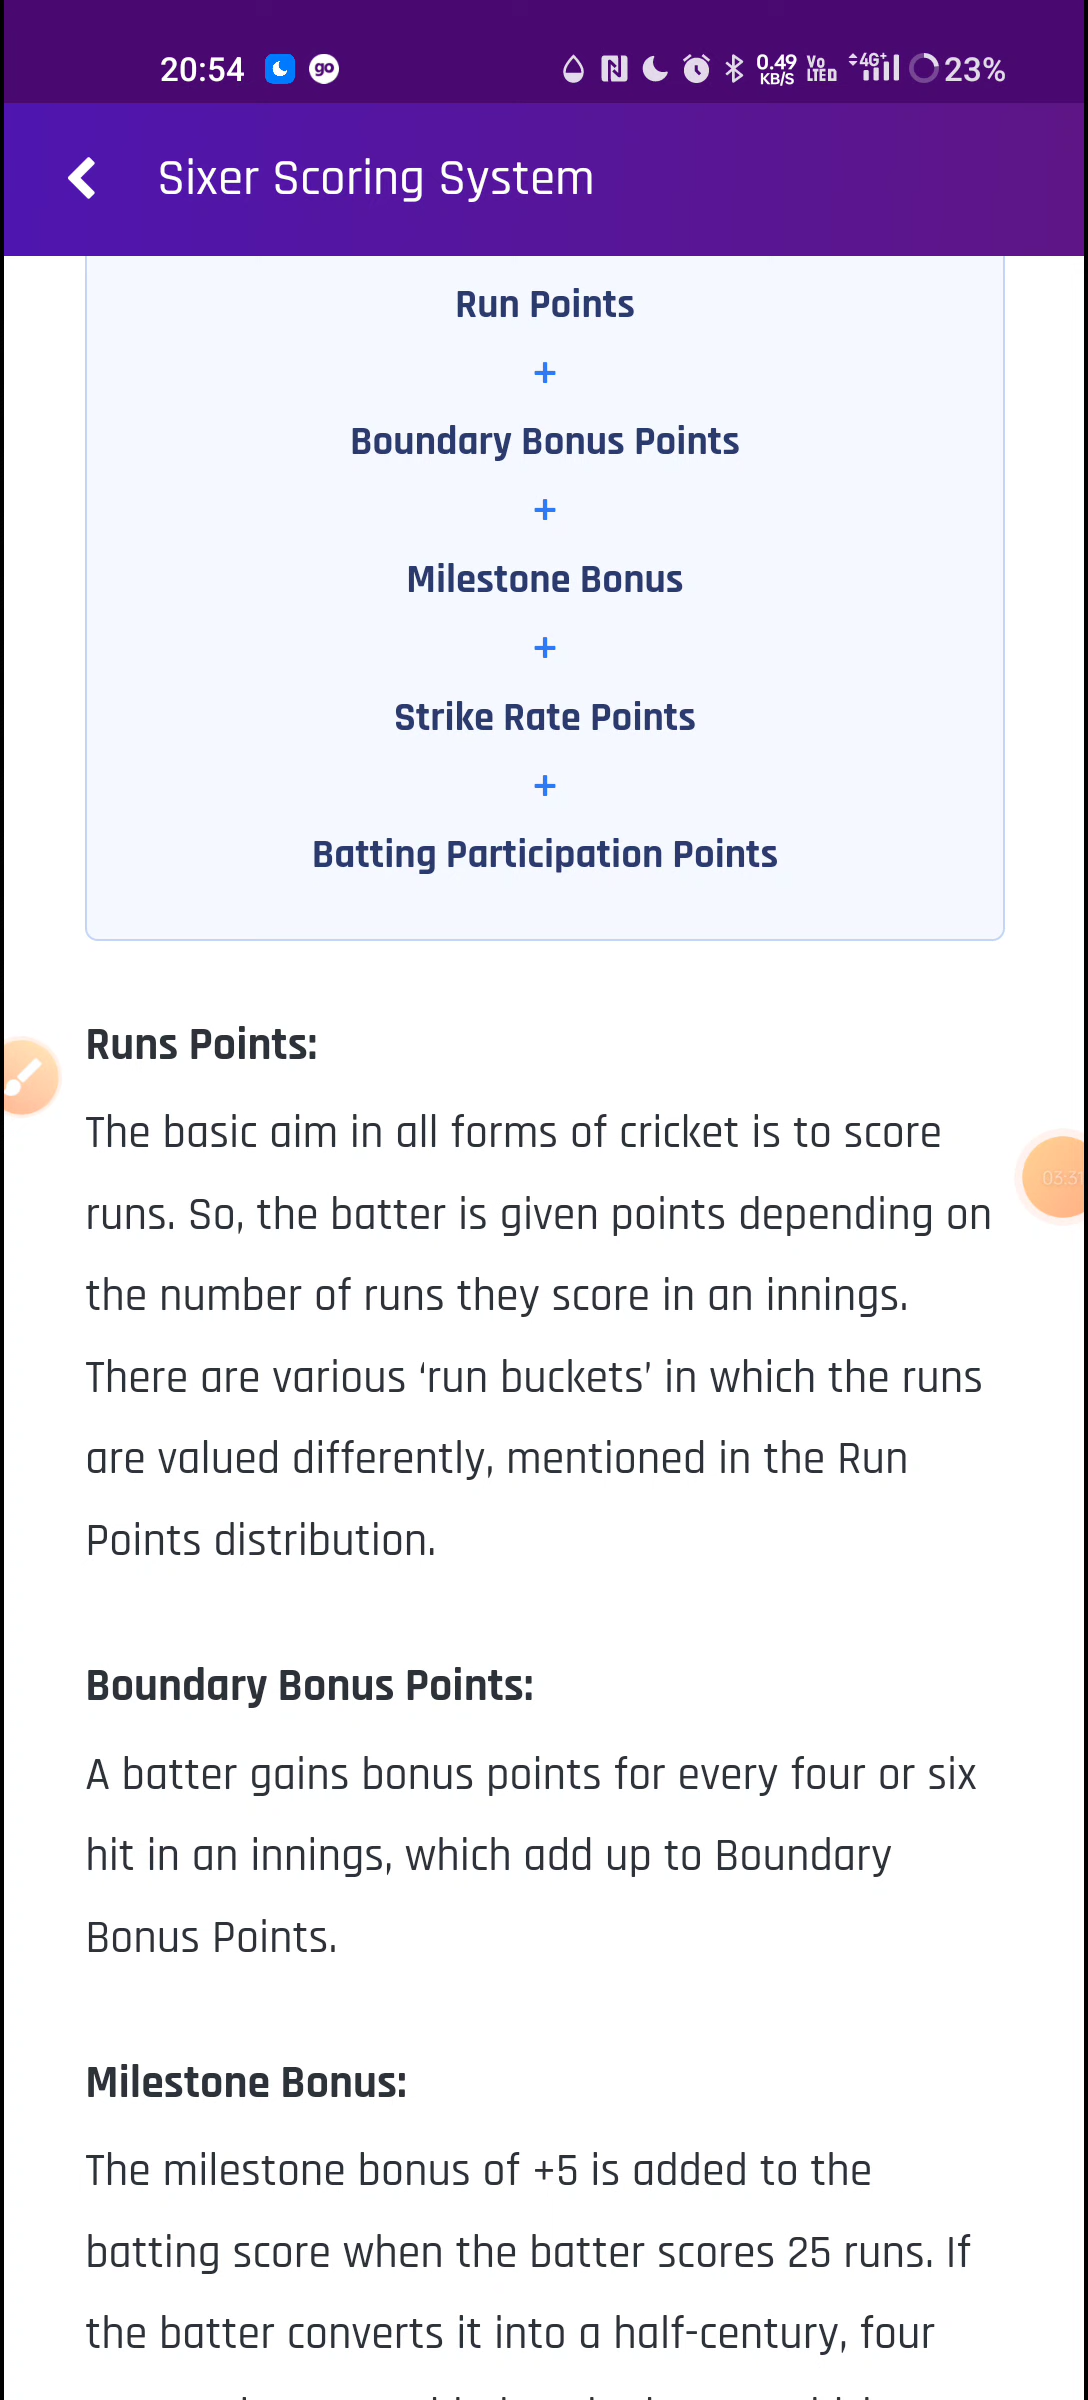 20:54 go 0.49 KB/S Vo LTE 4G+ 23%
Sixer Scoring System
Run Points
+
Boundary Bonus Points
+
Milestone Bonus
+
Strike Rate Points
+
Batting Participation Points
Runs Points:
The basic aim in all forms of cricket is to score
runs. So, the batter is given points depending on
the number of runs they score in an innings.
There are various ‘run buckets’ in which the runs
are valued differently, mentioned in the Run
Points distribution.
03:31
Boundary Bonus Points:
A batter gains bonus points for every four or six
hit in an innings, which add up to Boundary
Bonus Points.
Milestone Bonus:
The milestone bonus of +5 is added to the
batting score when the batter scores 25 runs. If
the batter converts it into a half-century, four